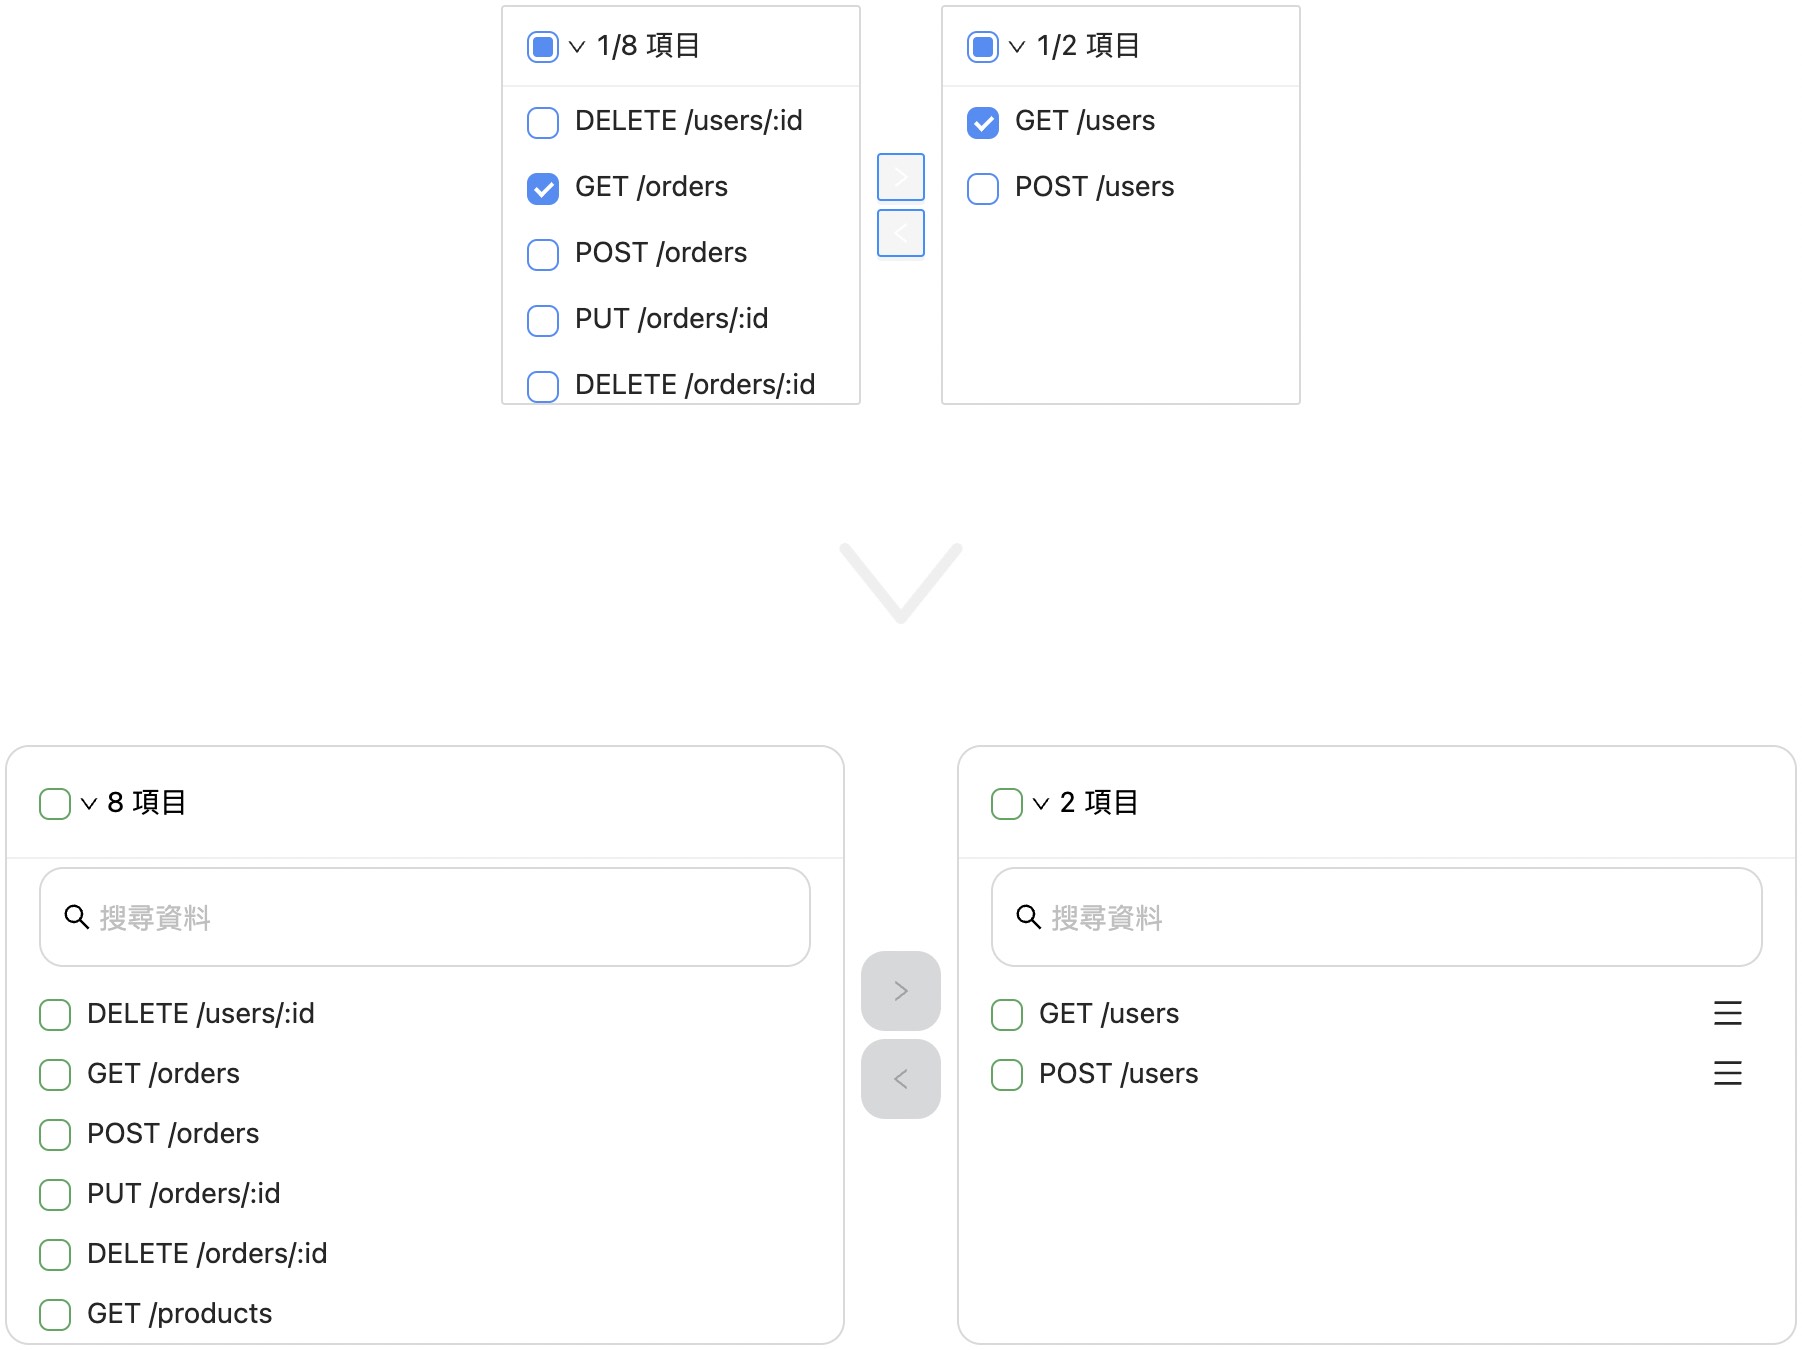 1/8 項目
DELETE /users/:id
GET /orders
POST /orders
PUT /orders/:id
DELETE /orders/:id
1/2 項目
GET /users
POST /users
8 項目
搜尋資料
DELETE /users/:id
GET /orders
POST /orders
PUT /orders/:id
DELETE /orders/:id
GET /products
2 項目
搜尋資料
GET /users
POST /users